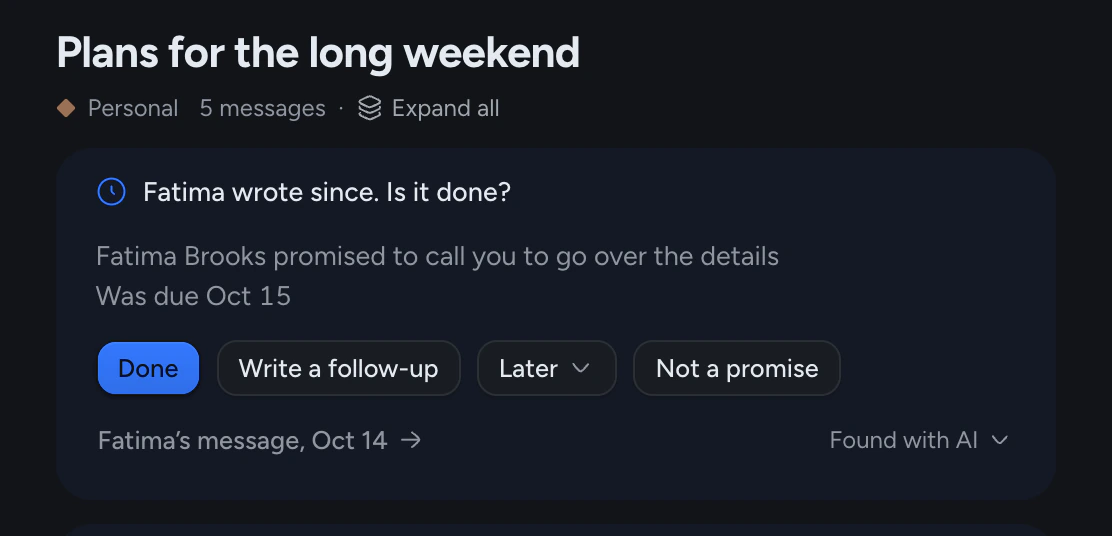 Plans for the long weekend
Personal 5 messages · Expand all
Fatima wrote since. Is it done?
Fatima Brooks promised to call you to go over the details
Was due Oct 15
Done Write a follow-up Later Not a promise
Fatima’s message, Oct 14 → Found with AI